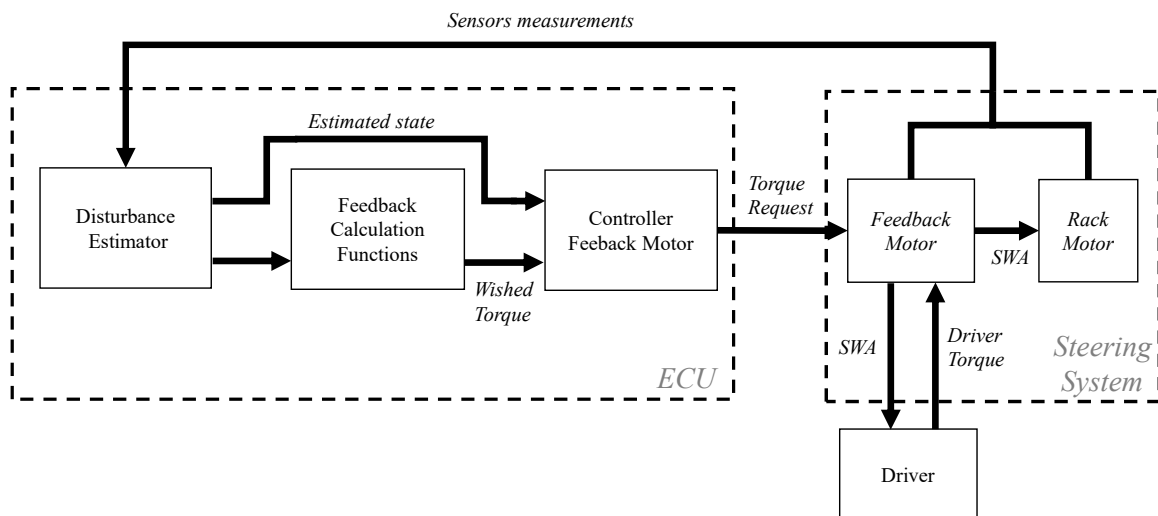 Sensors measurements
Estimated state
Disturbance
Estimator
Feedback
Calculation
Functions
Controller
Feeback Motor
Wished
Torque
ECU
Torque
Request
Feedback
Motor
SWA
Rack
Motor
SWA
Driver
Torque
Steering
System
Driver